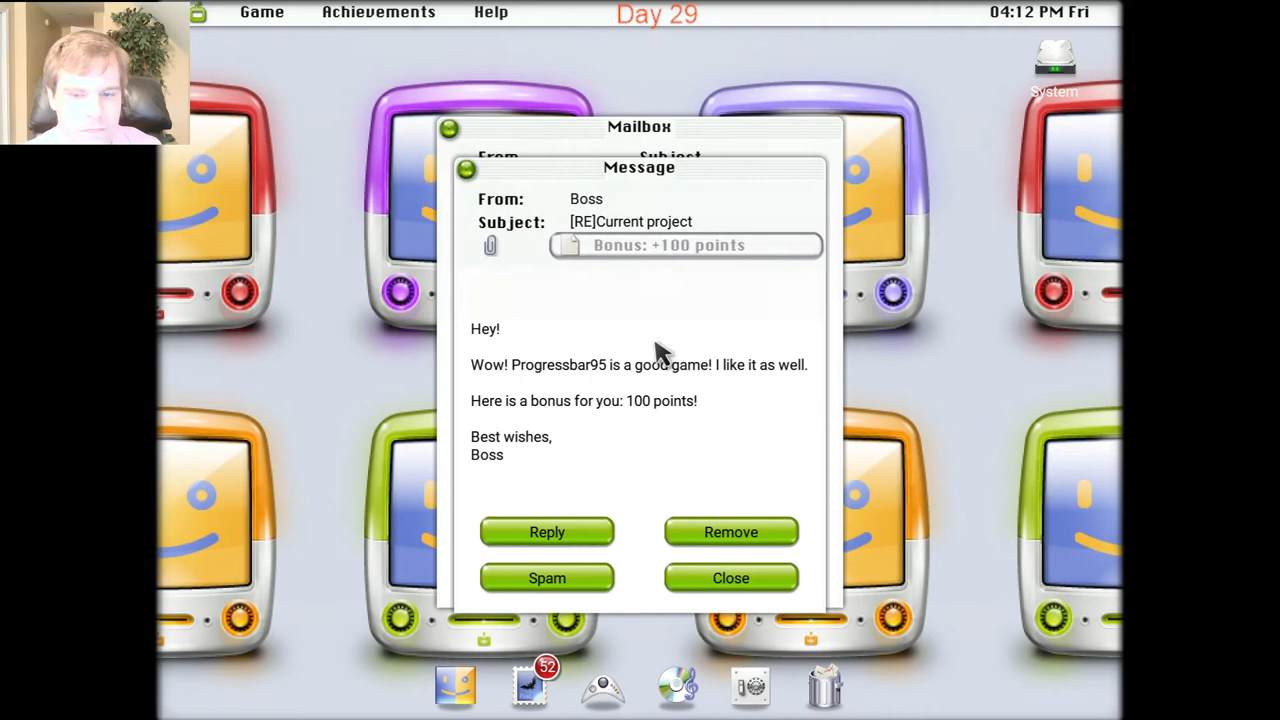 Game Achievements Help Day 29 04:12 PM Fri
System
Mailbox
From Subject
Message
From: Boss
Subject: [RE]Current project
Bonus: +100 points
Hey!
Wow! Progressbar95 is a good game! I like it as well.
Here is a bonus for you: 100 points!
Best wishes,
Boss
Reply Remove
Spam Close
52